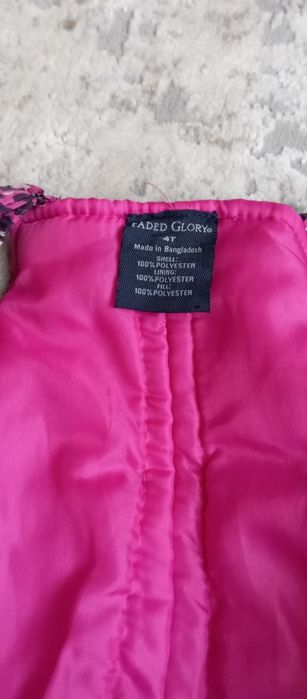 FADED GLORY®
4T
Made in Bangladesh
SHELL:
100% POLYESTER
LINING:
100% POLYESTER
FILL:
100% POLYESTER